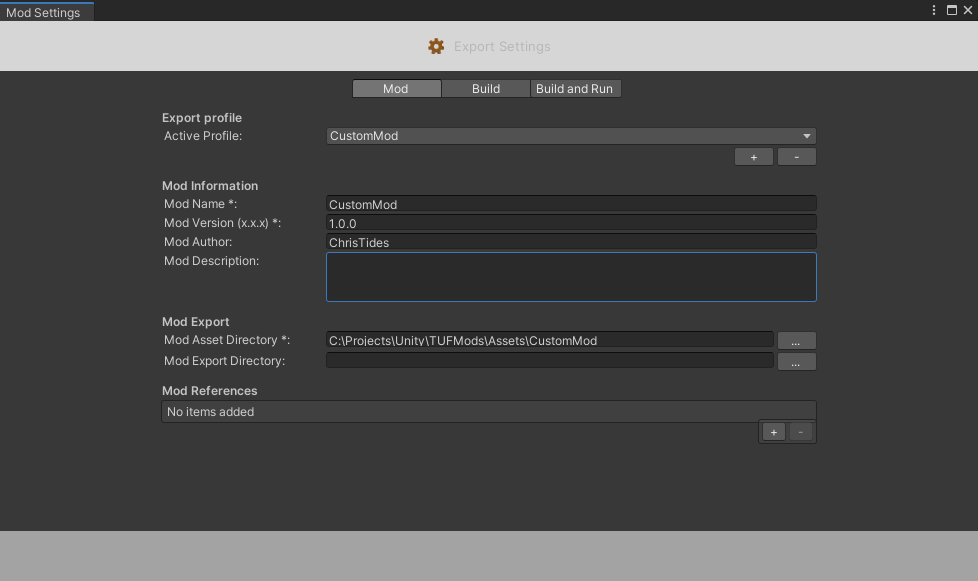 Mod Settings
Export Settings
Mod Build Build and Run
Export profile
Active Profile: CustomMod
+ -
Mod Information
Mod Name *: CustomMod
Mod Version (x.x.x) *: 1.0.0
Mod Author: ChrisTides
Mod Description:
Mod Export
Mod Asset Directory *: C:\Projects\Unity\TUFMods\Assets\CustomMod ...
Mod Export Directory: ...
Mod References
No items added
+ -